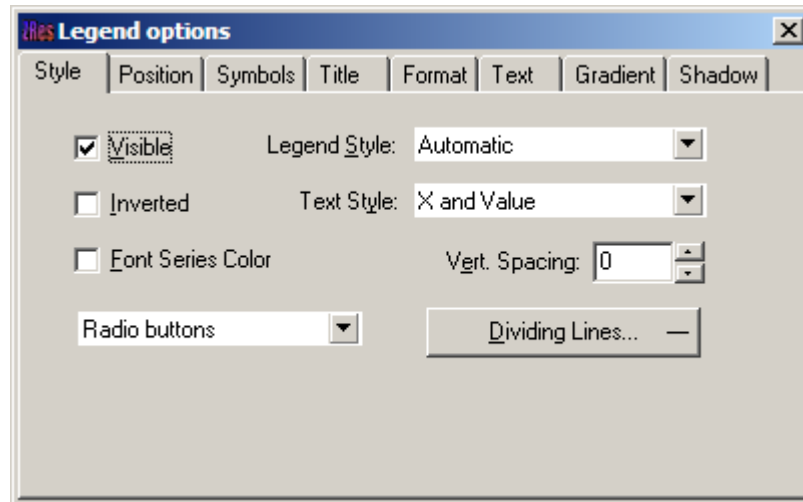 2Res Legend options
Style Position Symbols Title Format Text Gradient Shadow
Visible Legend Style: Automatic
Inverted Text Style: X and Value
Font Series Color Vert. Spacing: 0
Radio buttons Dividing Lines...